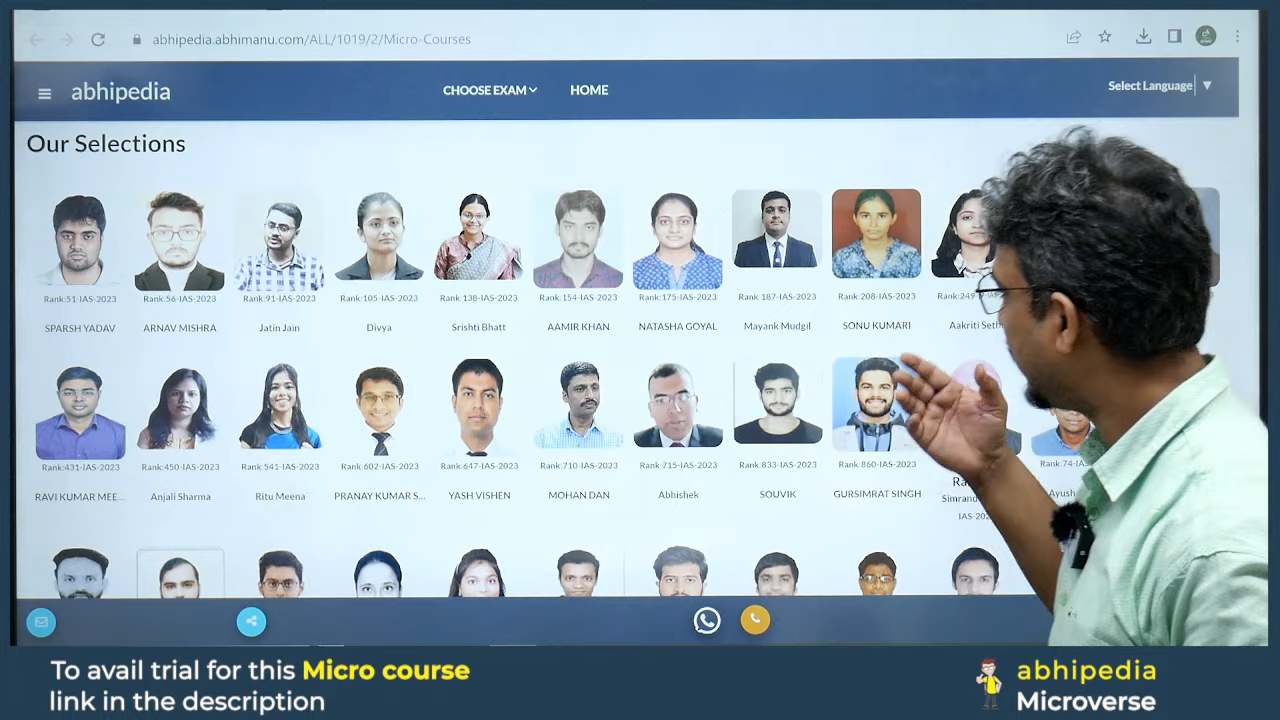 abhipedia.abhimanu.com/ALL/1019/2/Micro-Courses
abhipedia
CHOOSE EXAM
HOME
Select Language
Our Selections
Rank:51-IAS-2023
Rank:56-IAS-2023
Rank:91-IAS-2023
Rank:105-IAS-2023
Rank:138-IAS-2023
Rank:154-IAS-2023
Rank:175-IAS-2023
Rank 187-IAS-2023
Rank:208-IAS-2023
SPARSH YADAV
ARNAV MISHRA
Jatin Jain
Divya
Srishti Bhatt
AAMIR KHAN
NATASHA GOYAL
Mayank Mudgil
SONU KUMARI
Aakriti Seth
Rank:431-IAS-2023
Rank:450-IAS-2023
Rank:541-IAS-2023
Rank:602-IAS-2023
Rank:647-IAS-2023
Rank:710-IAS-2023
Rank 715-IAS-2023
Rank:833-IAS-2023
Rank:860-IAS-2023
Rank:74-IAS
RAVI KUMAR MEE...
Anjali Sharma
Ritu Meena
PRANAY KUMAR S...
YASH VISHEN
MOHAN DAN
Abhishek
SOUVIK
GURSIMRAT SINGH
Ayush
To avail trial for this Micro course
link in the description
abhipedia
Microverse